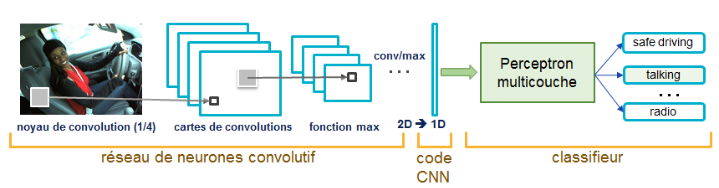 noyau de convolution (1/4)
cartes de convolutions
fonction max
conv/max
...
2D ➔ 1D
Perceptron
multicouche
safe driving
talking
...
radio
réseau de neurones convolutif
code
CNN
classifieur